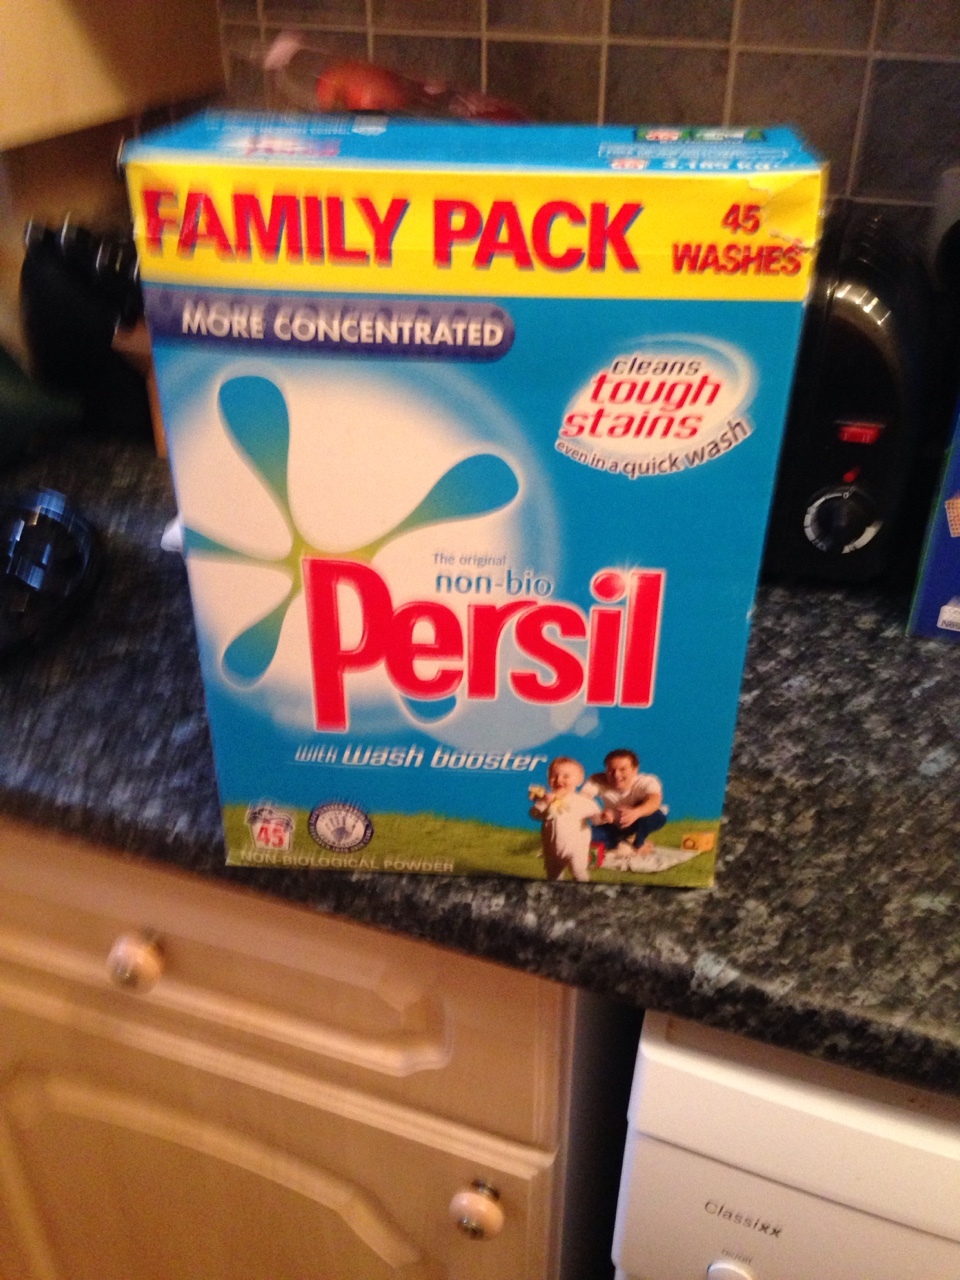 FAMILY PACK
45
WASHES
MORE CONCENTRATED
cleans
tough
stains
even in a quick wash
The original
non-bio
Persil
with wash booster
45
NON-BIOLOGICAL POWDER
Classixx